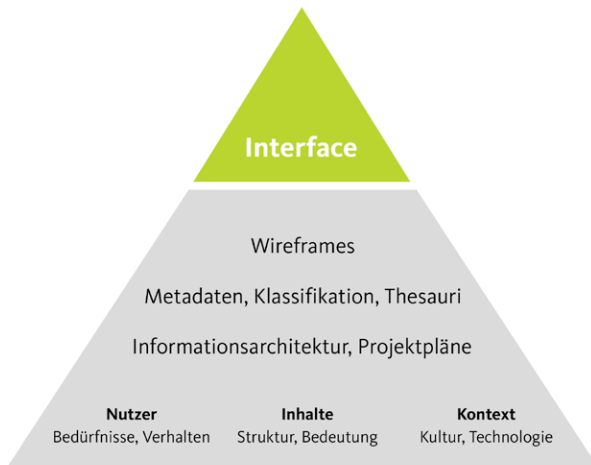 Interface
Wireframes
Metadaten, Klassifikation, Thesauri
Informationsarchitektur, Projektpläne
Nutzer Inhalte Kontext
Bedürfnisse, Verhalten Struktur, Bedeutung Kultur, Technologie